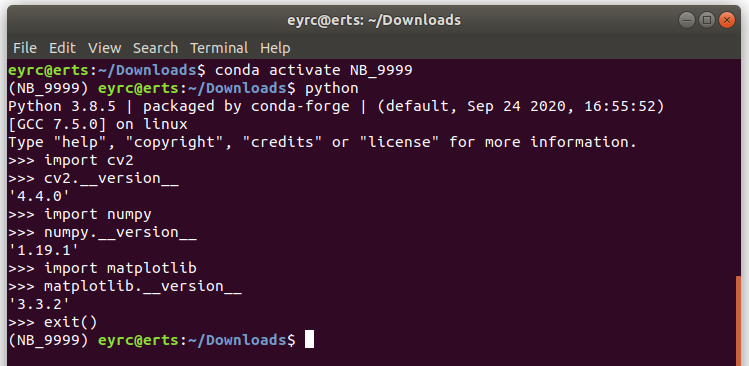 eyrc@erts: ~/Downloads
File Edit View Search Terminal Help
eyrc@erts:~/Downloads$ conda activate NB_9999
(NB_9999) eyrc@erts:~/Downloads$ python
Python 3.8.5 | packaged by conda-forge | (default, Sep 24 2020, 16:55:52)
[GCC 7.5.0] on linux
Type "help", "copyright", "credits" or "license" for more information.
>>> import cv2
>>> cv2.__version__
'4.4.0'
>>> import numpy
>>> numpy.__version__
'1.19.1'
>>> import matplotlib
>>> matplotlib.__version__
'3.3.2'
>>> exit()
(NB_9999) eyrc@erts:~/Downloads$